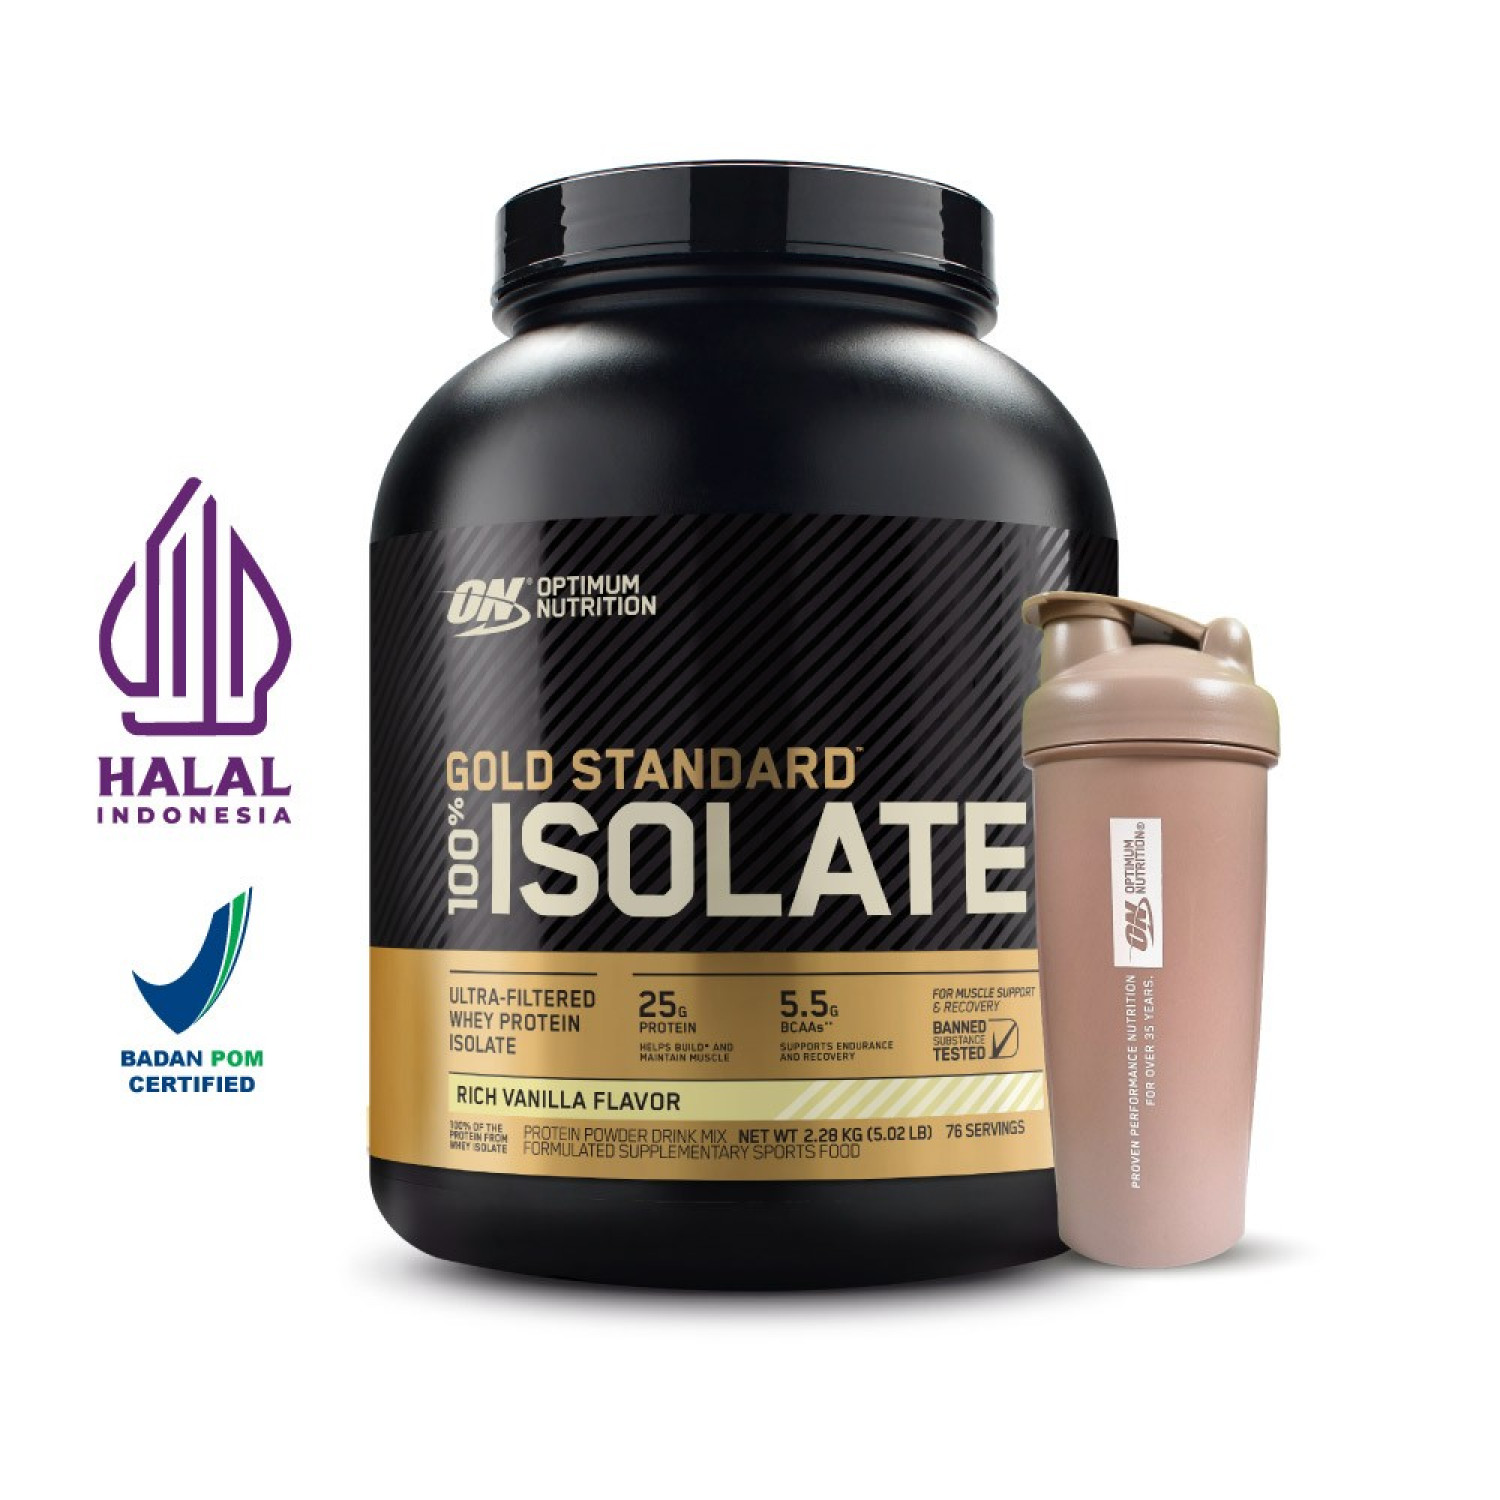 HALAL
INDONESIA
BADAN POM
CERTIFIED
ON® OPTIMUM
NUTRITION
GOLD STANDARD™
100% ISOLATE
ULTRA-FILTERED
WHEY PROTEIN
ISOLATE
25G
PROTEIN
HELPS BUILD* AND
MAINTAIN MUSCLE
5.5G
BCAAs**
SUPPORTS ENDURANCE
AND RECOVERY
FOR MUSCLE SUPPORT
& RECOVERY
BANNED
SUBSTANCE
TESTED
RICH VANILLA FLAVOR
100% OF THE
PROTEIN FROM
WHEY ISOLATE
PROTEIN POWDER DRINK MIX NET WT 2.28 KG (5.02 LB) 76 SERVINGS
FORMULATED SUPPLEMENTARY SPORTS FOOD
ON OPTIMUM
NUTRITION®
PROVEN PERFORMANCE NUTRITION
FOR OVER 35 YEARS.